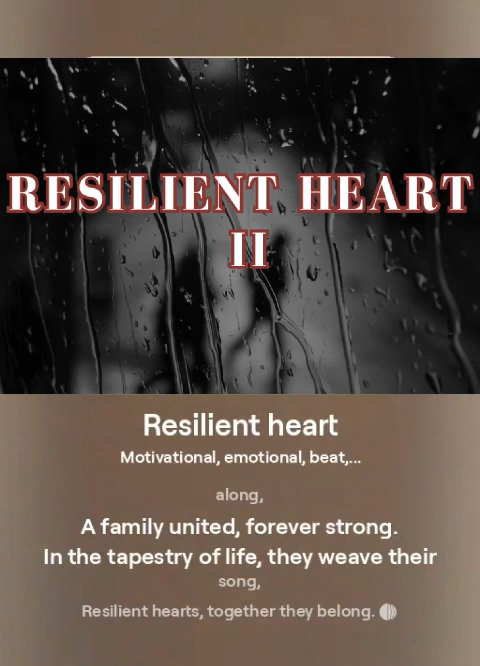 RESILIENT HEART
II
Resilient heart
Motivational, emotional, beat,...
along,
A family united, forever strong.
In the tapestry of life, they weave their
song,
Resilient hearts, together they belong.